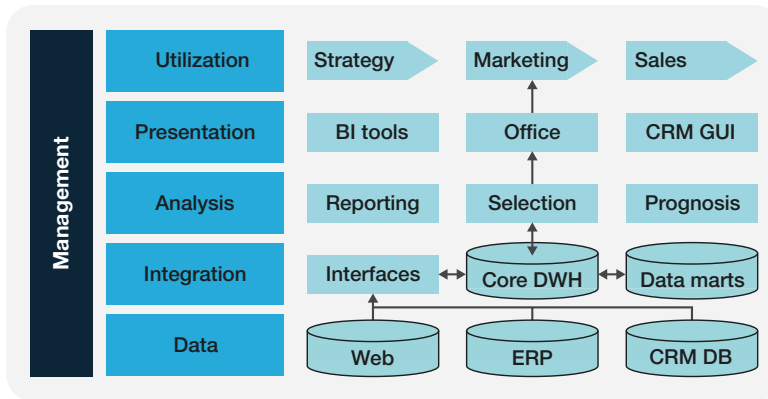 Management
Utilization
Strategy
Marketing
Sales
Presentation
BI tools
Office
CRM GUI
Analysis
Reporting
Selection
Prognosis
Integration
Interfaces
Core DWH
Data marts
Data
Web
ERP
CRM DB